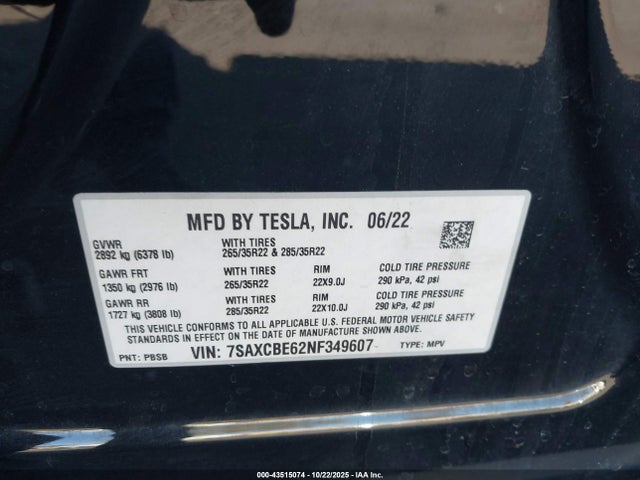 MFD BY TESLA, INC. 06/22
GVWR
2892 kg (6378 lb)
WITH TIRES
265/35R22 & 285/35R22
GAWR FRT
1350 kg (2976 lb)
WITH TIRES
265/35R22
RIM
22X9.0J
COLD TIRE PRESSURE
290 kPa, 42 psi
GAWR RR
1727 kg (3808 lb)
WITH TIRES
285/35R22
RIM
22X10.0J
COLD TIRE PRESSURE
290 kPa, 42 psi
THIS VEHICLE CONFORMS TO ALL APPLICABLE U.S. FEDERAL MOTOR VEHICLE SAFETY
STANDARDS IN EFFECT ON THE DATE OF MANUFACTURE SHOWN ABOVE.
PNT: PBSB VIN: 7SAXCBE62NF349607 TYPE: MPV
000-43515074 - 10/22/2025 - IAA Inc.